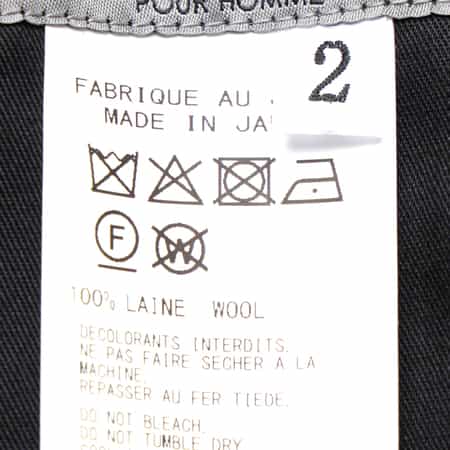 POUR HOMME
2
FABRIQUE AU
MADE IN
F
W
100% LAINE WOOL
DECOLORANTS INTERDITS.
NE PAS FAIRE SECHER A LA
MACHINE.
REPASSER AU FER TIEDE.
DO NOT BLEACH.
DO NOT TUMBLE DRY